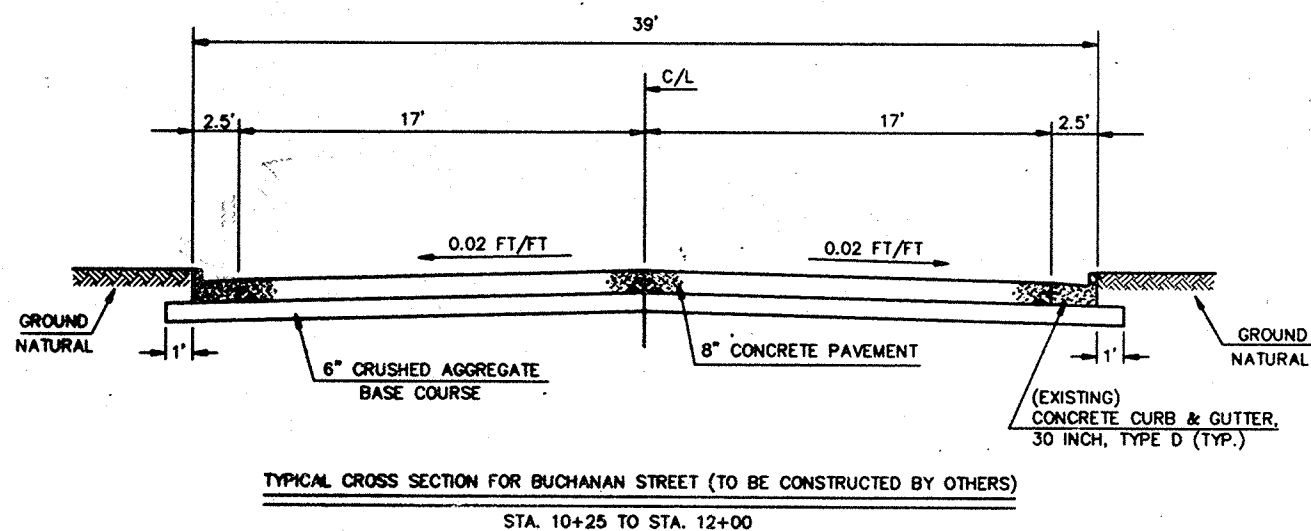 39'
C/L
2.5'
17'
17'
2.5'
0.02 FT/FT
0.02 FT/FT
GROUND
NATURAL
1'
6" CRUSHED AGGREGATE
BASE COURSE
8" CONCRETE PAVEMENT
1'
GROUND
NATURAL
(EXISTING)
CONCRETE CURB & GUTTER,
30 INCH, TYPE D (TYP.)
TYPICAL CROSS SECTION FOR BUCHANAN STREET (TO BE CONSTRUCTED BY OTHERS)
STA. 10+25 TO STA. 12+00